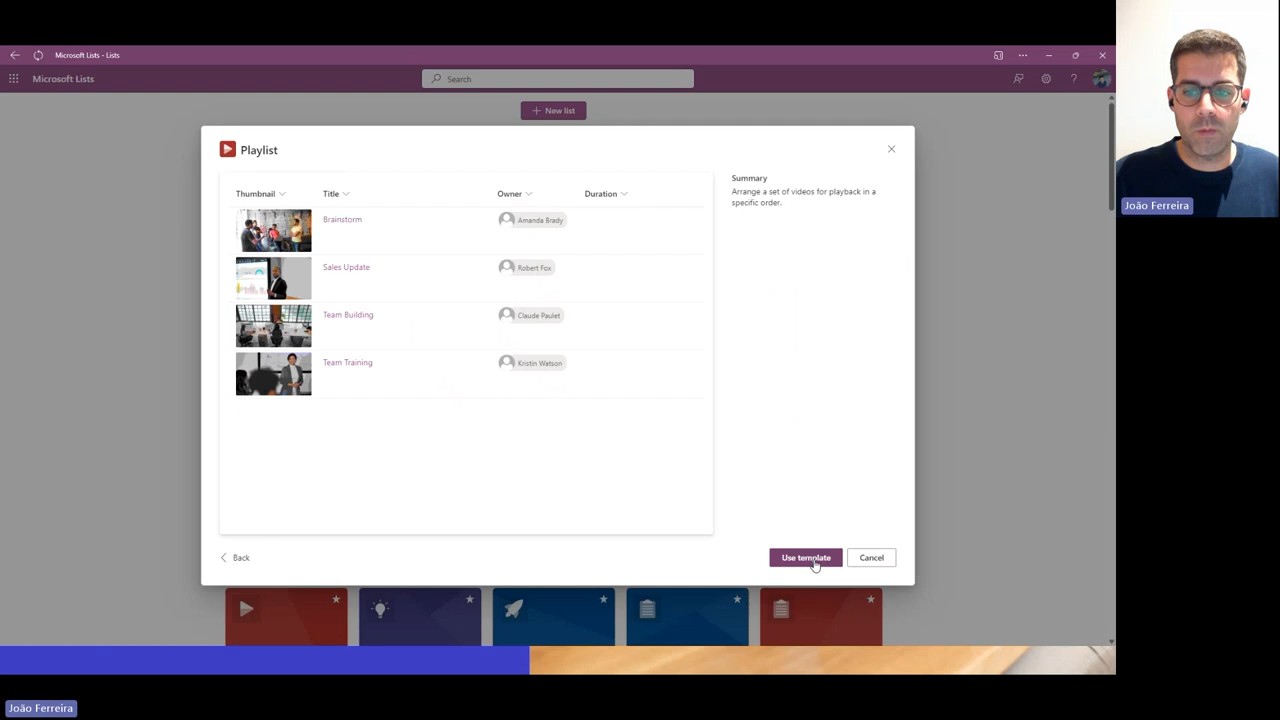 Microsoft Lists - Lists
Microsoft Lists
Search
New list
Playlist
Thumbnail
Title
Owner
Duration
Brainstorm
Amanda Brady
Sales Update
Robert Fox
Team Building
Claude Paulet
Team Training
Kristin Watson
Summary
Arrange a set of videos for playback in a
specific order.
Back
Use template
Cancel
João Ferreira
João Ferreira